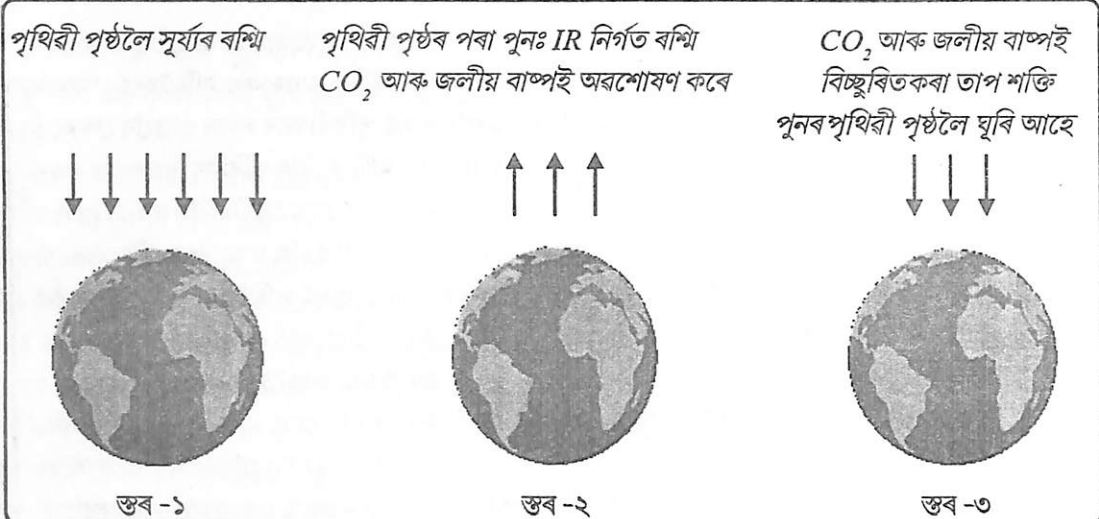 পৃথিৱী পৃষ্ঠলৈ সূৰ্য্যৰ ৰশ্মি
পৃথিৱী পৃষ্ঠৰ পৰা পুনঃ IR নিৰ্গত ৰশ্মি
CO₂ আৰু জলীয় বাষ্পই অৱশোষণ কৰে
CO₂ আৰু জলীয় বাষ্পই
বিচ্ছুৰিতকৰা তাপ শক্তি
পুনৰপৃথিৱী পৃষ্ঠলৈ ঘূৰি আহে
স্তৰ -১
স্তৰ -২
স্তৰ -৩